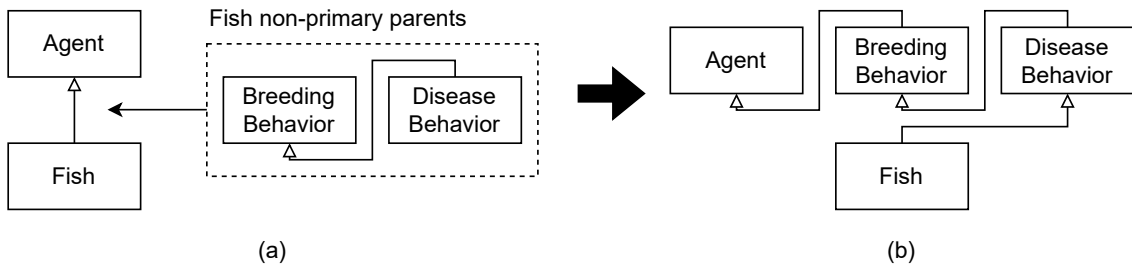 Fish non-primary parents
Agent
Breeding
Behavior
Disease
Behavior
Fish
(a)
Agent
Breeding
Behavior
Disease
Behavior
Fish
(b)